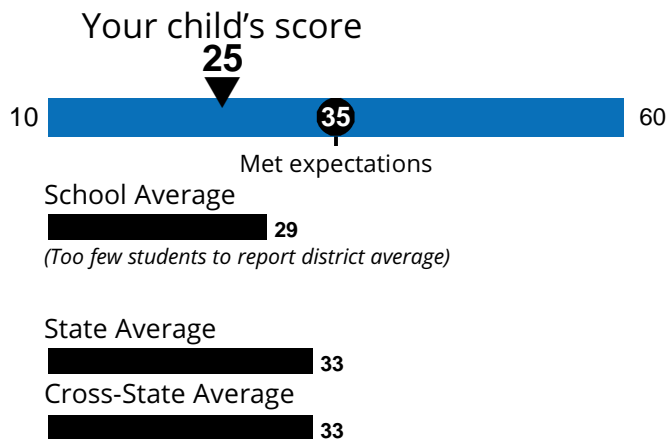 Your child's score
25
10 35 60
Met expectations
School Average
29
(Too few students to report district average)
State Average
33
Cross-State Average
33